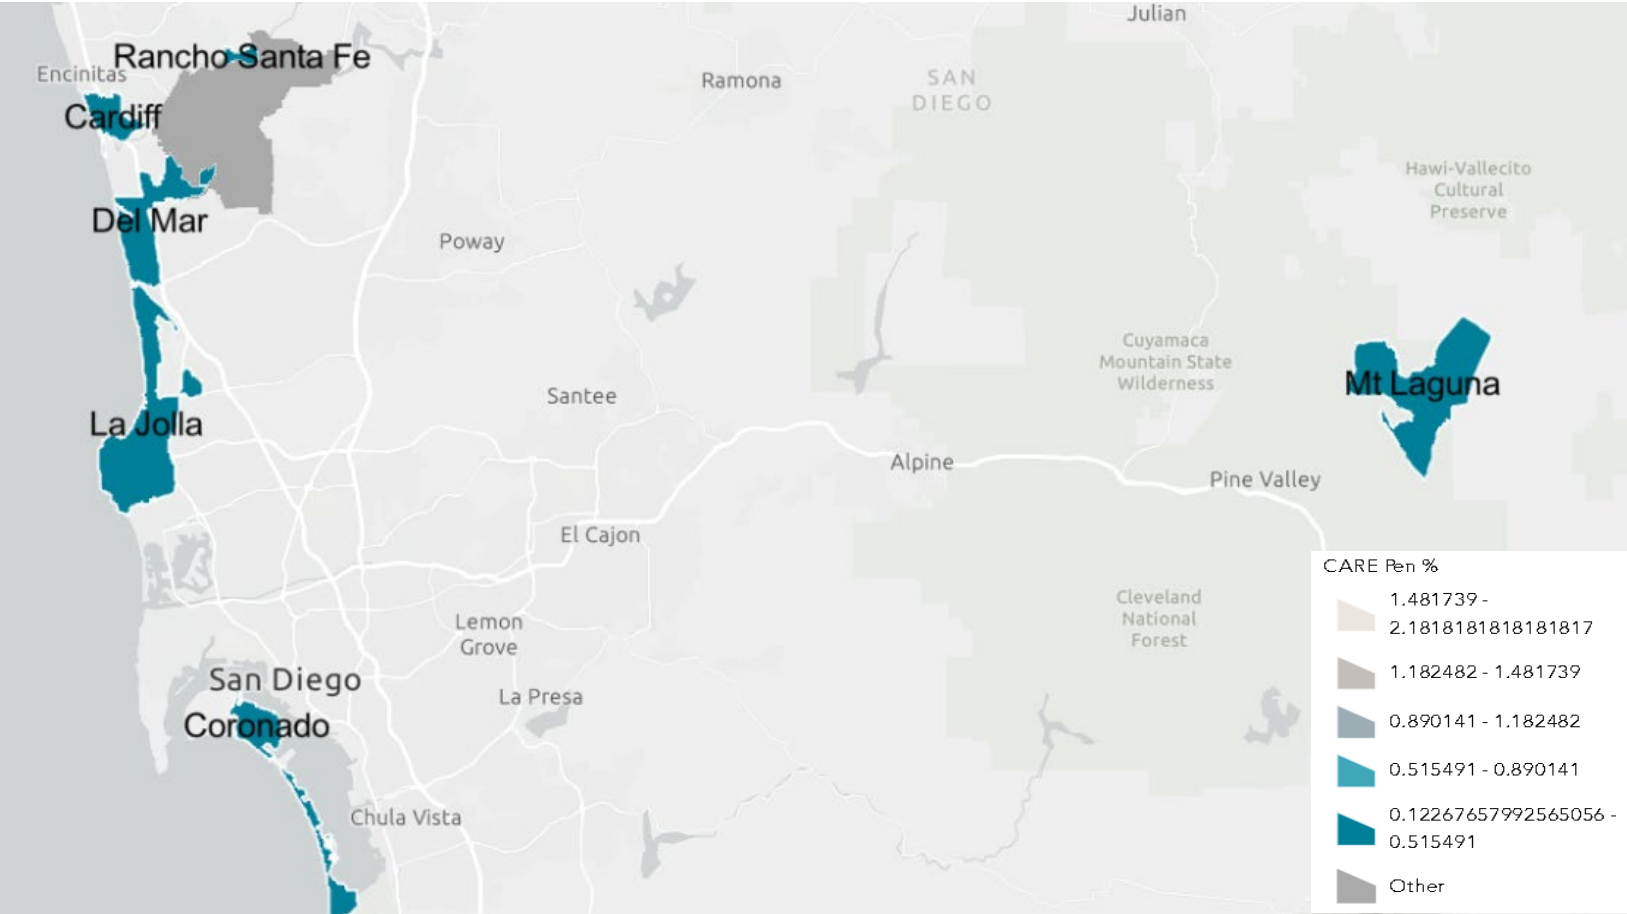 Julian
Rancho Santa Fe
Encinitas
Ramona
SAN
DIEGO
Cardiff
Hawi-Vallecito
Cultural
Preserve
Del Mar
Poway
Cuyamaca
Mountain State
Wilderness
Mt Laguna
Santee
La Jolla
Alpine
Pine Valley
El Cajon
Cleveland
National
Forest
Lemon
Grove
San Diego
La Presa
Coronado
Chula Vista
CARE Pen %
1.481739 -
2.1818181818181817
1.182482 - 1.481739
0.890141 - 1.182482
0.515491 - 0.890141
0.12267657992565056 -
0.515491
Other